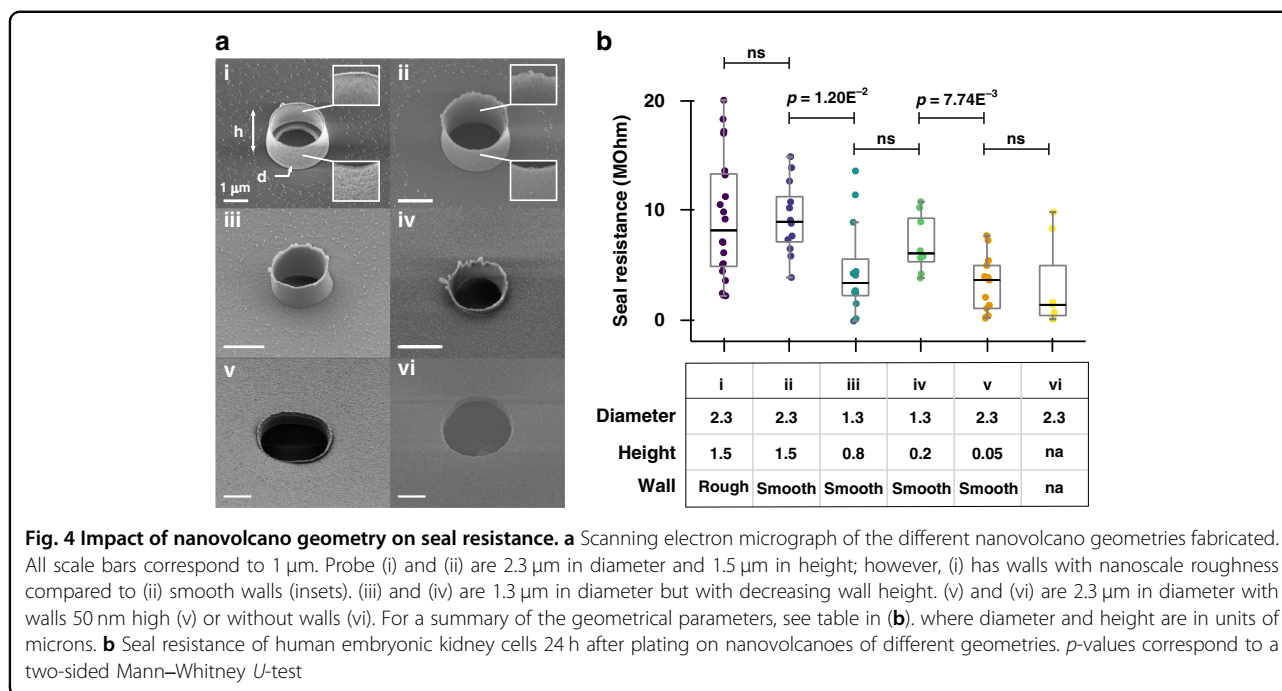 a
i
ii
h
d
1 μm
iii
iv
v
vi
b
ns
p = 1.20E⁻²
p = 7.74E⁻³
ns
ns
20
10
0
Seal resistance (MOhm)
i ii iii iv v vi
Diameter 2.3 2.3 1.3 1.3 2.3 2.3
Height 1.5 1.5 0.8 0.2 0.05 na
Wall Rough Smooth Smooth Smooth Smooth na
Fig. 4 Impact of nanovolcano geometry on seal resistance. a Scanning electron micrograph of the different nanovolcano geometries fabricated.
All scale bars correspond to 1 μm. Probe (i) and (ii) are 2.3 μm in diameter and 1.5 μm in height; however, (i) has walls with nanoscale roughness
compared to (ii) smooth walls (insets). (iii) and (iv) are 1.3 μm in diameter but with decreasing wall height. (v) and (vi) are 2.3 μm in diameter with
walls 50 nm high (v) or without walls (vi). For a summary of the geometrical parameters, see table in (b). where diameter and height are in units of
microns. b Seal resistance of human embryonic kidney cells 24 h after plating on nanovolcanoes of different geometries. p-values correspond to a
two-sided Mann–Whitney U-test